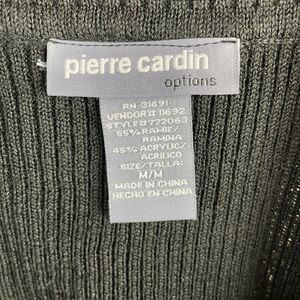 pierre cardin
options
RN-31691
VENDOR#11692
STYLE#722063
55% RAMIE/
RAMINA
45% ACRYLIC/
ACRILICO
SIZE/TALLA:
M/M
MADE IN CHINA
HECHO EN CHINA